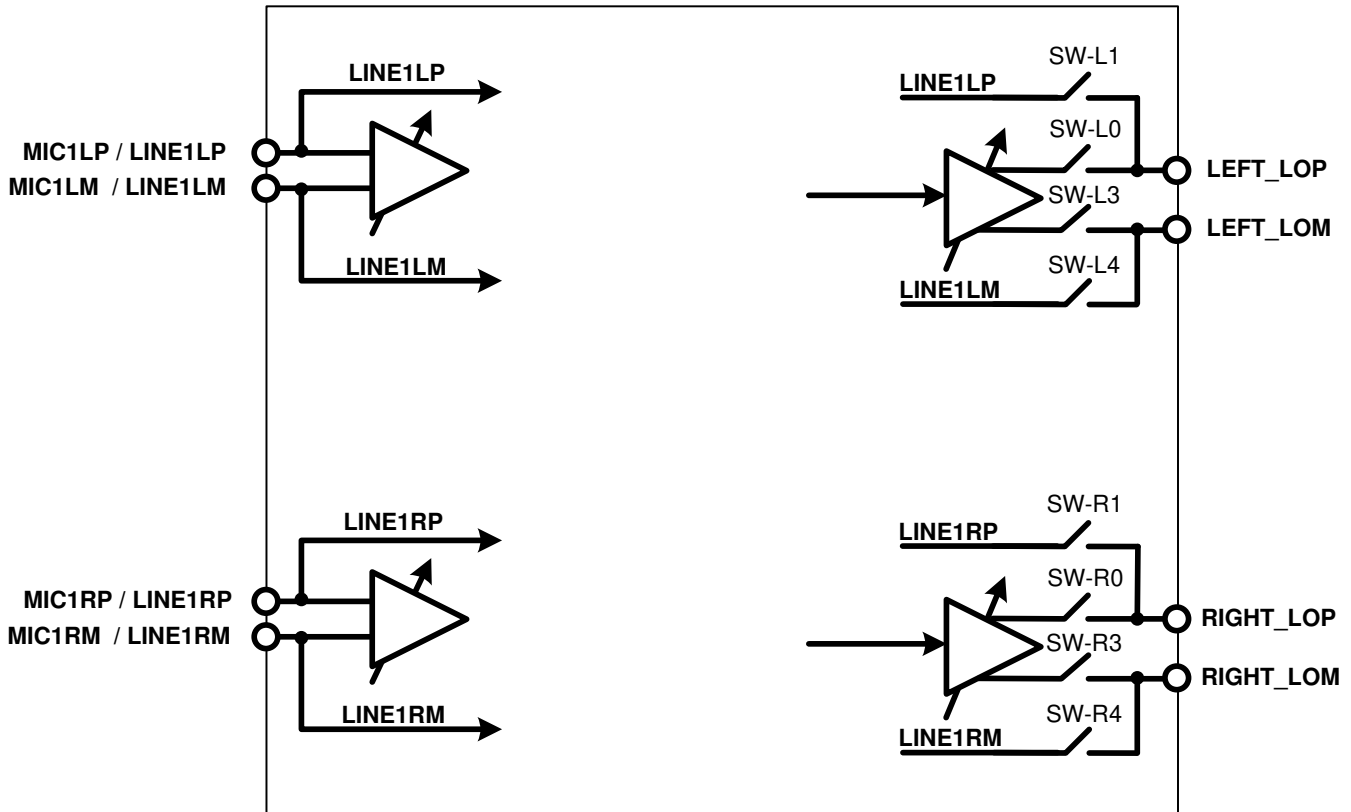 LINE1LP
MIC1LP / LINE1LP
MIC1LM / LINE1LM
LINE1LM
SW-L1
LINE1LP
SW-L0
LEFT_LOP
SW-L3
LEFT_LOM
SW-L4
LINE1LM
LINE1RP
MIC1RP / LINE1RP
MIC1RM / LINE1RM
LINE1RM
SW-R1
LINE1RP
SW-R0
RIGHT_LOP
SW-R3
RIGHT_LOM
SW-R4
LINE1RM